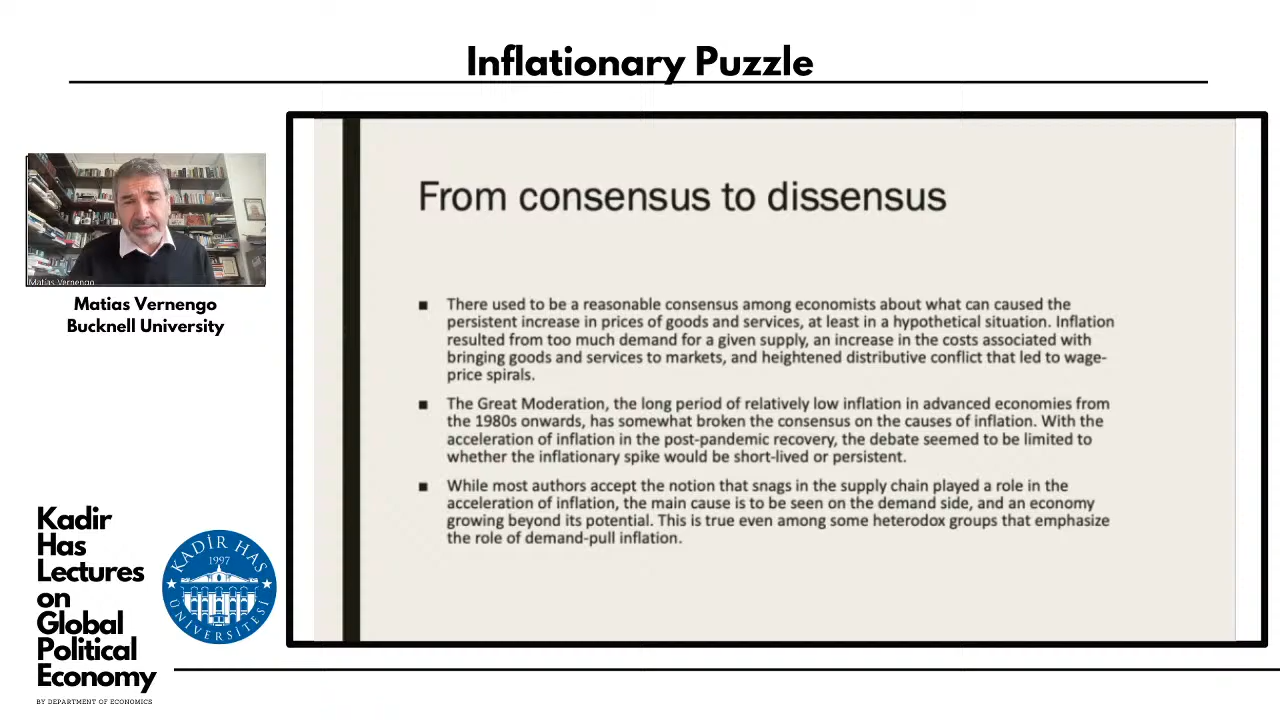 Inflationary Puzzle
Matias Vernengo
Matias Vernengo
Bucknell University
From consensus to dissensus
■ There used to be a reasonable consensus among economists about what can caused the
persistent increase in prices of goods and services, at least in a hypothetical situation. Inflation
resulted from too much demand for a given supply, an increase in the costs associated with
bringing goods and services to markets, and heightened distributive conflict that led to wage-
price spirals.
■ The Great Moderation, the long period of relatively low inflation in advanced economies from
the 1980s onwards, has somewhat broken the consensus on the causes of inflation. With the
acceleration of inflation in the post-pandemic recovery, the debate seemed to be limited to
whether the inflationary spike would be short-lived or persistent.
■ While most authors accept the notion that snags in the supply chain played a role in the
acceleration of inflation, the main cause is to be seen on the demand side, and an economy
growing beyond its potential. This is true even among some heterodox groups that emphasize
the role of demand-pull inflation.
Kadir
Has
Lectures
on
Global
Political
Economy
BY DEPARTMENT OF ECONOMICS
KADİR HAS
1997
ÜNİVERSİTESİ